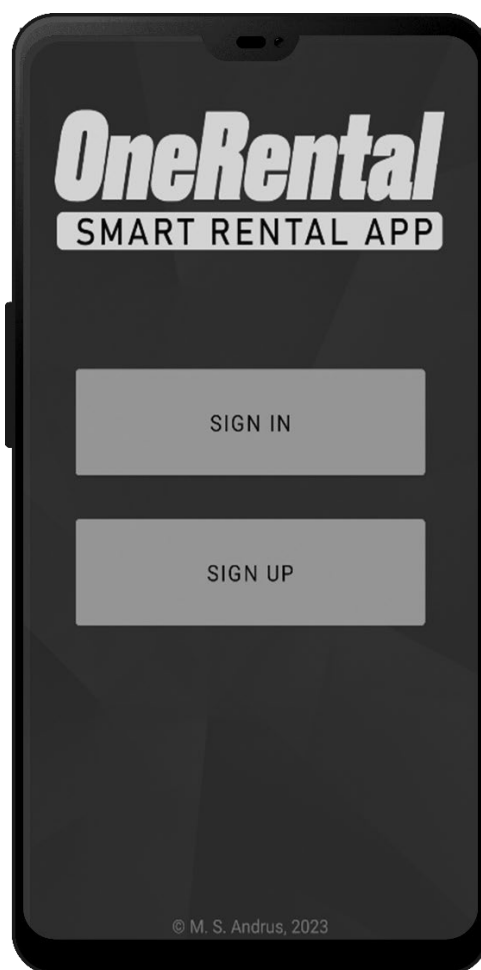 OneRental
SMART RENTAL APP
SIGN IN
SIGN UP
© M. S. Andrus, 2023